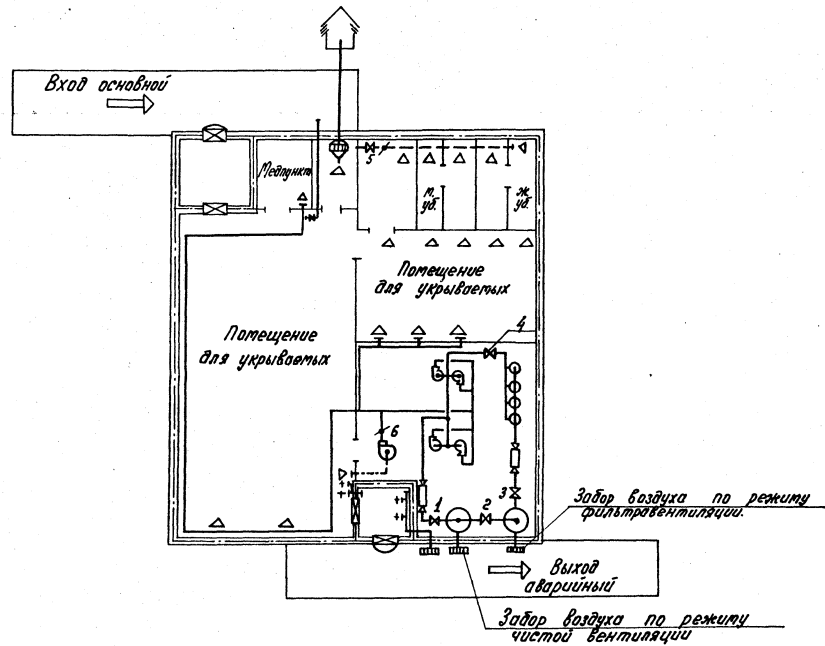 Вход основной
5
Медпункт
м.
уб.
ж.
уб.
Помещение
для укрываемых
4
Помещение
для укрываемых
6
3
1
2
Забор воздуха по режиму
фильтравентиляции.
Выход
аварийный
Забор воздуха по режиму
чистой вентиляции